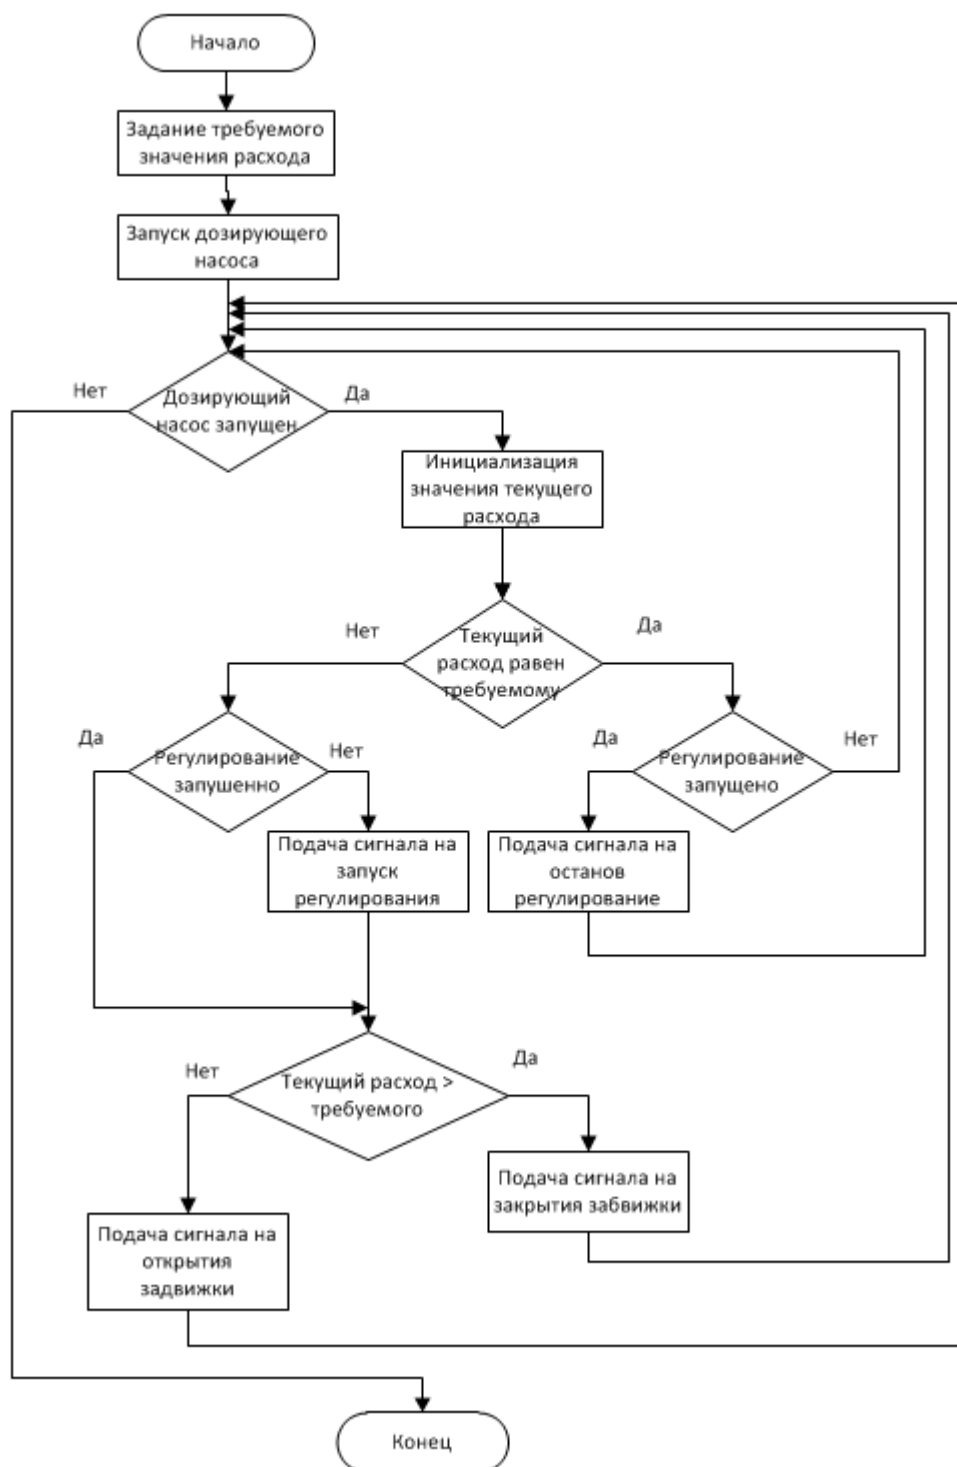 Начало
Задание требуемого
значения расхода
Запуск дозирующего
насоса
Нет
Да
Дозирующий
насос запущен
Инициализация
значения текущего
расхода
Нет
Да
Текущий
расход равен
требуемому
Да
Регулирование
запушенно
Нет
Да
Регулирование
запущено
Нет
Подача сигнала на
запуск
регулирования
Подача сигнала на
останов
регулирование
Нет
Да
Текущий расход >
требуемого
Подача сигнала на
закрытия забвижки
Подача сигнала на
открытия
задвижки
Конец